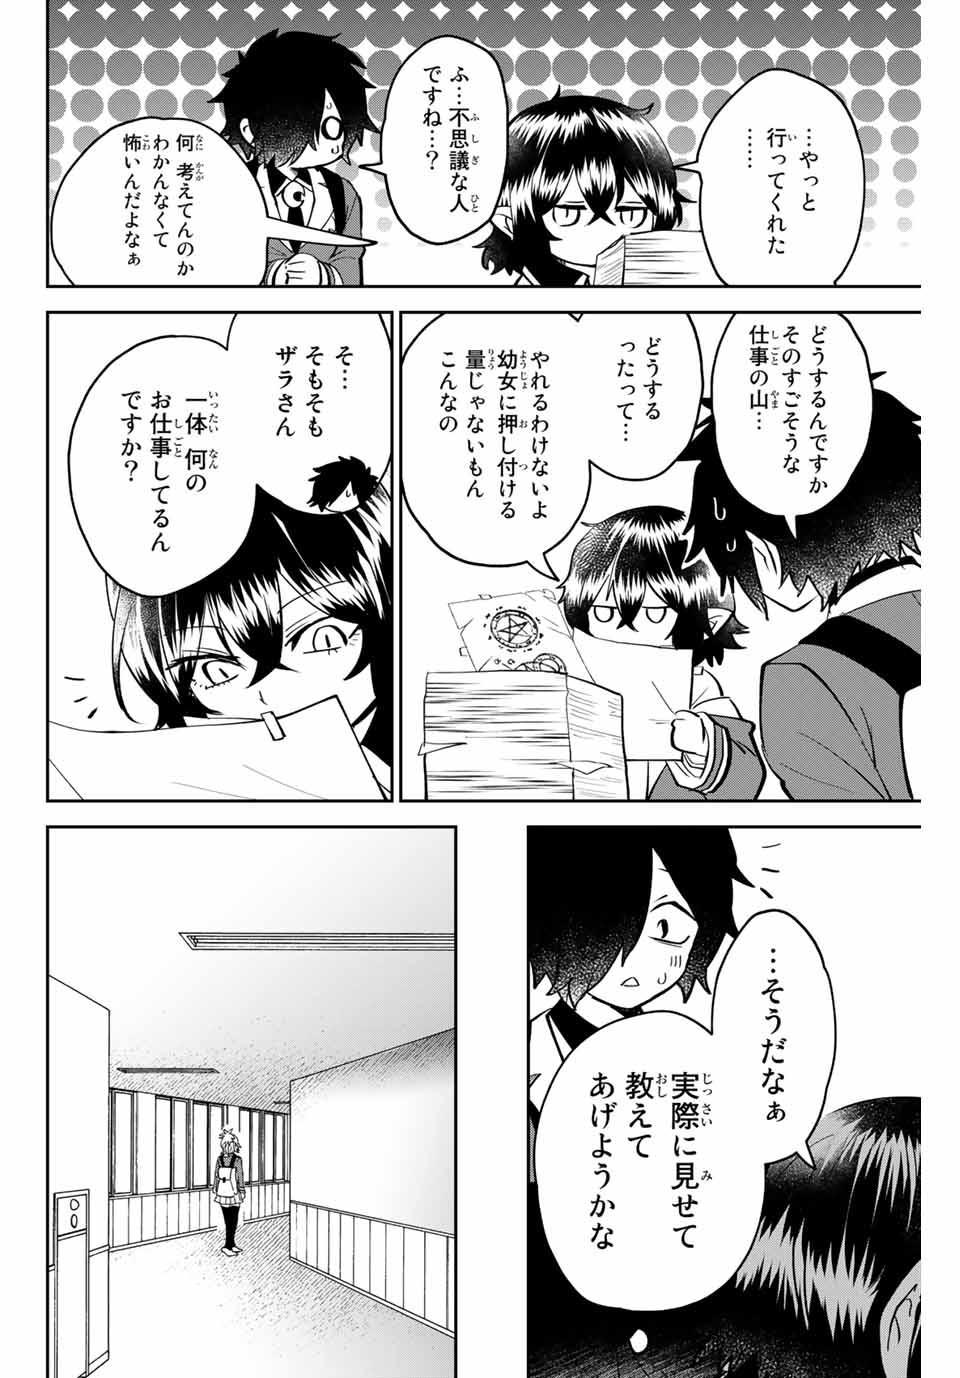 …やっと
行ってくれた
……
ふ…不思議な人
ですね…？
何 考えてんのか
わかんなくて
怖いんだよなぁ
どうするんですか
そのすごそうな
仕事の山…
どうする
ったって…
やれるわけないよ
幼女に押し付ける
量じゃないもん
こんなの
そ…
そもそも
ザラさん
一体 何の
お仕事してるん
ですか？
…そうだなぁ
実際に見せて
教えて
あげようかな